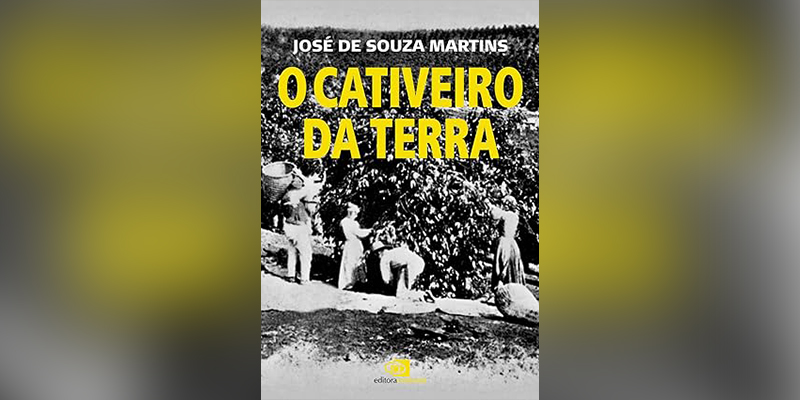 JOSÉ DE SOUZA MARTINS
O CATIVEIRO
DA TERRA
editora